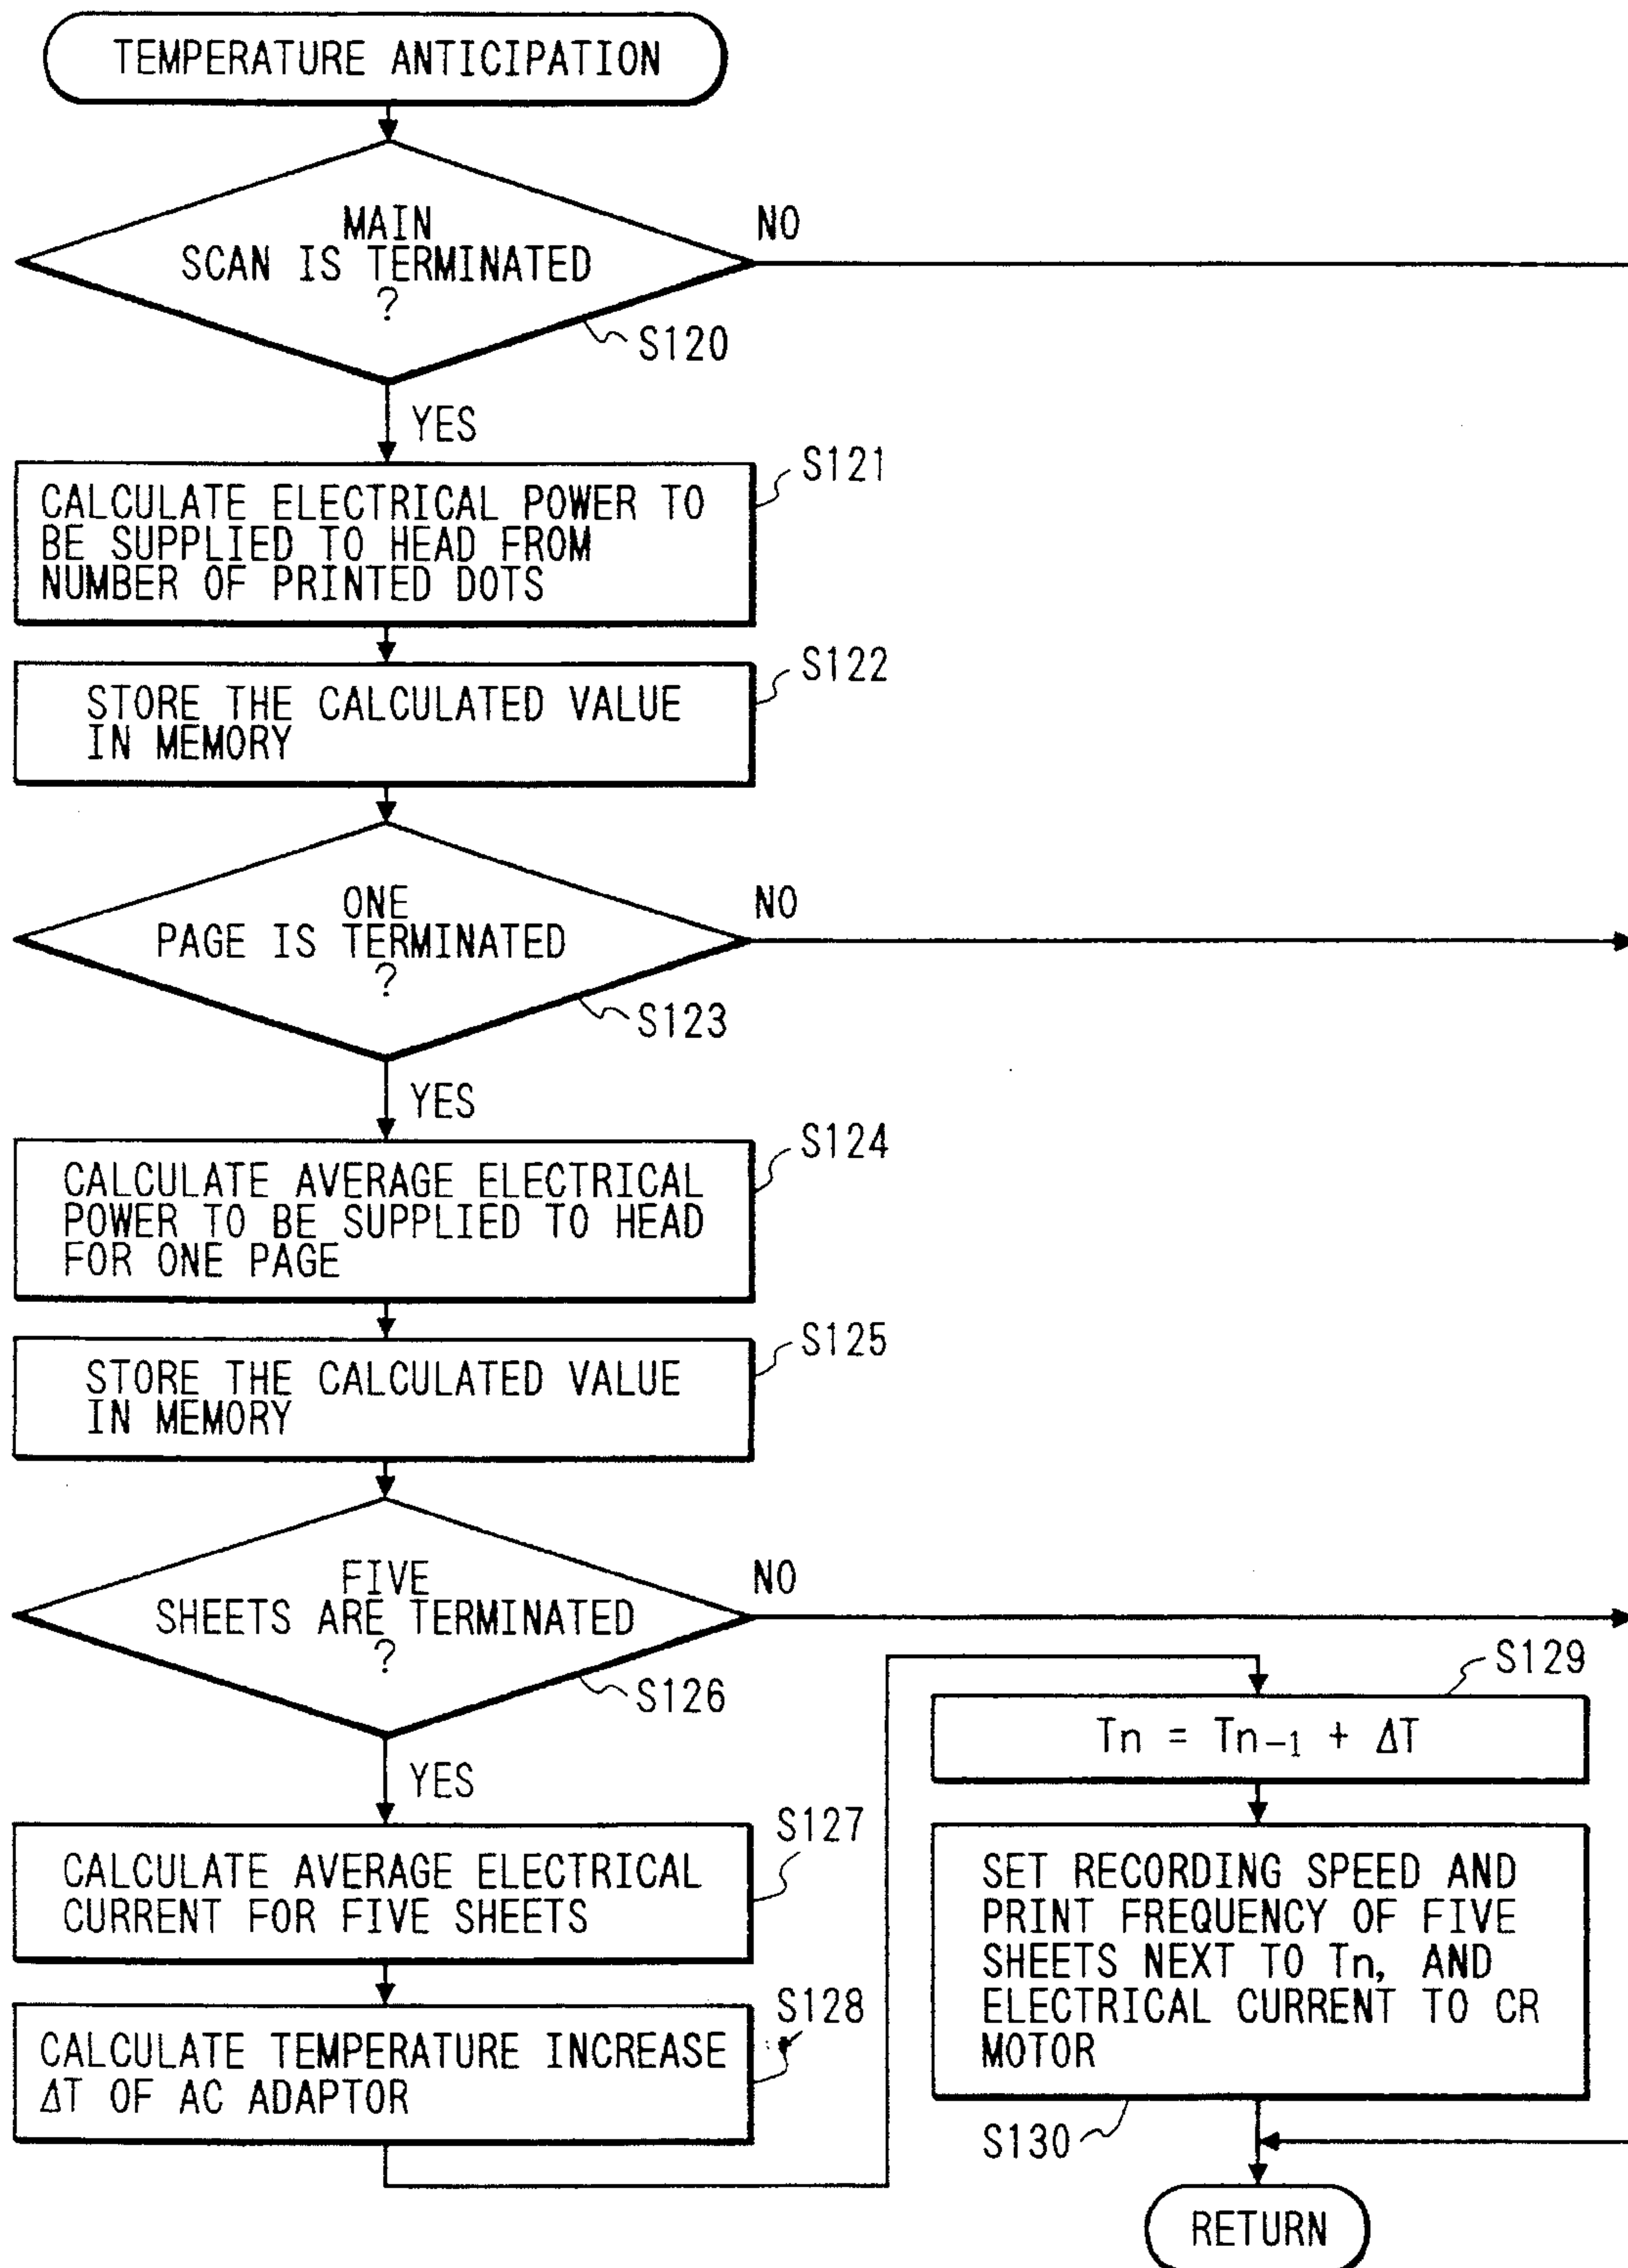 TEMPERATURE ANTICIPATION
MAIN
SCAN IS TERMINATED
?
NO
S120
YES
S121
CALCULATE ELECTRICAL POWER TO
BE SUPPLIED TO HEAD FROM
NUMBER OF PRINTED DOTS
S122
STORE THE CALCULATED VALUE
IN MEMORY
ONE
PAGE IS TERMINATED
?
NO
S123
YES
S124
CALCULATE AVERAGE ELECTRICAL
POWER TO BE SUPPLIED TO HEAD
FOR ONE PAGE
S125
STORE THE CALCULATED VALUE
IN MEMORY
FIVE
SHEETS ARE TERMINATED
?
NO
S126
YES
S127
CALCULATE AVERAGE ELECTRICAL
CURRENT FOR FIVE SHEETS
S128
CALCULATE TEMPERATURE INCREASE
ΔT OF AC ADAPTOR
S129
Tn = Tn-1 + ΔT
SET RECORDING SPEED AND
PRINT FREQUENCY OF FIVE
SHEETS NEXT TO Tn, AND
ELECTRICAL CURRENT TO CR
MOTOR
S130
RETURN